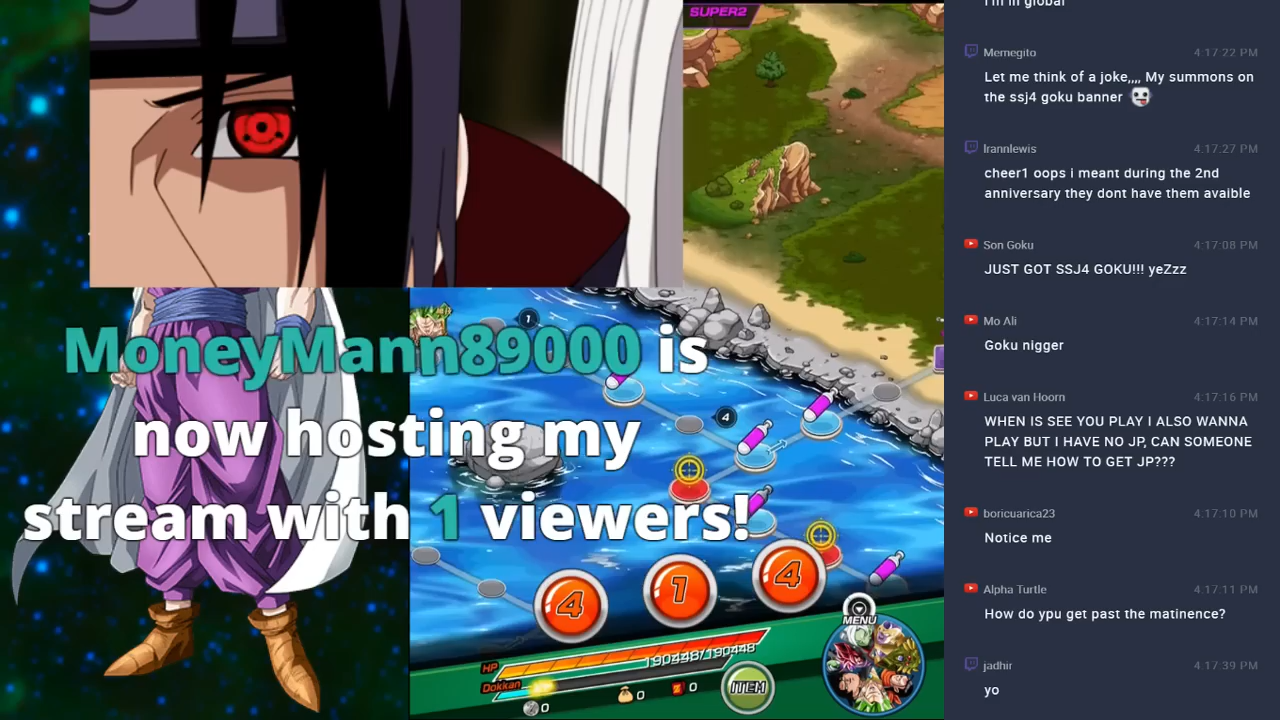 SUPER2
MoneyMann89000 is
now hosting my
stream with 1 viewers!
1
4
4
1
4
MENU
HP
190448/190448
Dokkan
0
0
0
ITEM
I'm in global
Memegito 4:17:22 PM
Let me think of a joke,,,, My summons on
the ssj4 goku banner
Irannlewis 4:17:27 PM
cheer1 oops i meant during the 2nd
anniversary they dont have them avaible
Son Goku 4:17:08 PM
JUST GOT SSJ4 GOKU!!! yeZzz
Mo Ali 4:17:14 PM
Goku nigger
Luca van Hoorn 4:17:16 PM
WHEN IS SEE YOU PLAY I ALSO WANNA
PLAY BUT I HAVE NO JP, CAN SOMEONE
TELL ME HOW TO GET JP???
boricuarica23 4:17:10 PM
Notice me
Alpha Turtle 4:17:11 PM
How do ypu get past the matinence?
jadhir 4:17:39 PM
yo